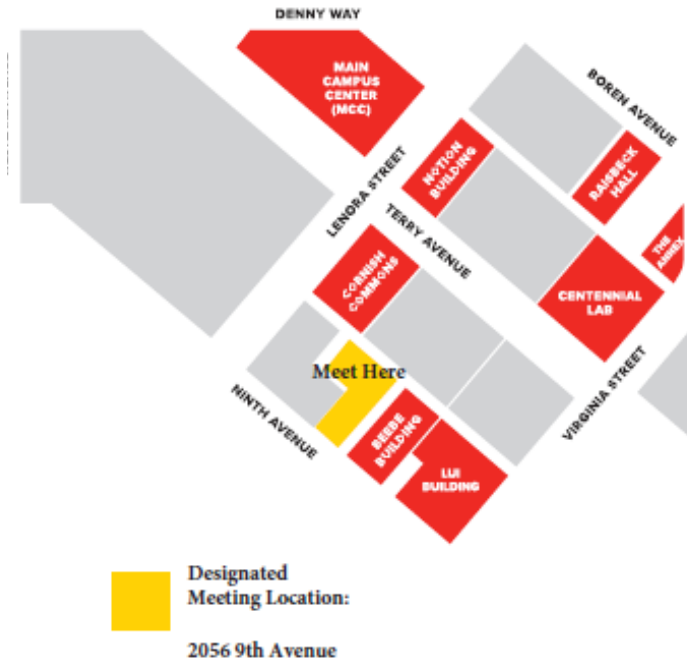 DENNY WAY
MAIN
CAMPUS
CENTER
(MCC)
BOREN AVENUE
LENORA STREET
NOTION
BUILDING
RAISBECK
HALL
TERRY AVENUE
THE
ANNEX
CORNISH
COMMONS
CENTENNIAL
LAB
Meet Here
NINTH AVENUE
VIRGINIA STREET
BEEBE
BUILDING
LUI
BUILDING
Designated
Meeting Location:
2056 9th Avenue